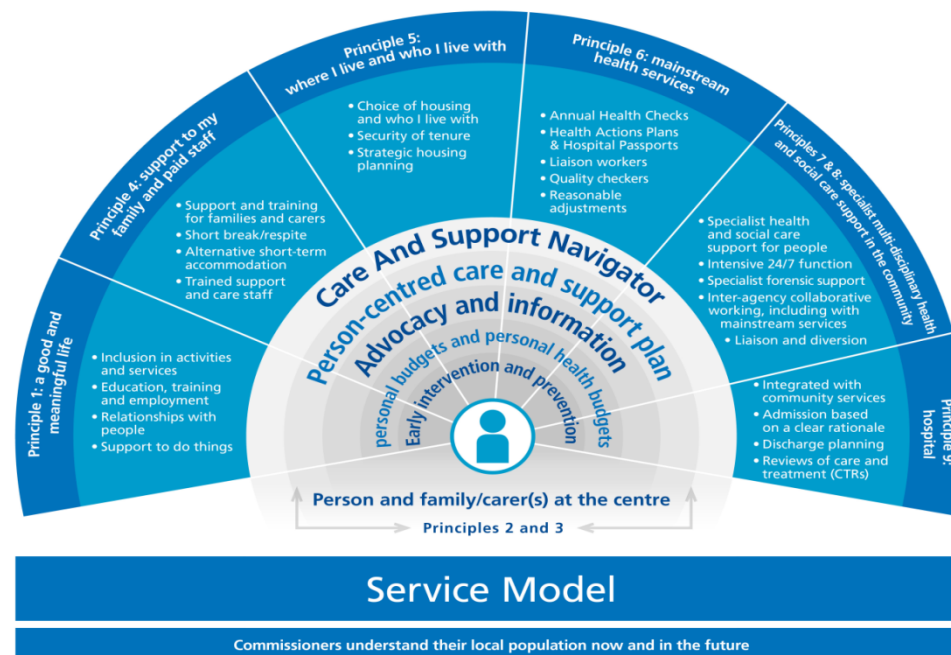 Principle 1: a good and
meaningful life
• Inclusion in activities
and services
• Education, training
and employment
• Relationships with
people
• Support to do things
Principle 4: support to my
family and paid staff
• Support and training
for families and carers
• Short break/respite
• Alternative short-term
accommodation
• Trained support
and care staff
Principle 5:
where I live and who I live with
• Choice of housing
and who I live with
• Security of tenure
• Strategic housing
planning
Principle 6: mainstream
health services
• Annual Health Checks
• Health Actions Plans
& Hospital Passports
• Liaison workers
• Quality checkers
• Reasonable
adjustments
Principles 7 & 8: specialist multi-disciplinary health
and social care support in the community
• Specialist health
and social care
support for people
• Intensive 24/7 function
• Specialist forensic support
• Inter-agency collaborative
working, including with
mainstream services
• Liaison and diversion
Principle 9:
hospital
• Integrated with
community services
• Admission based
on a clear rationale
• Discharge planning
• Reviews of care and
treatment (CTRs)
Care And Support Navigator
Person-centred care and support plan
Advocacy and information
personal budgets and personal health budgets
Early intervention and prevention
Person and family/carer(s) at the centre
Principles 2 and 3
Service Model
Commissioners understand their local population now and in the future